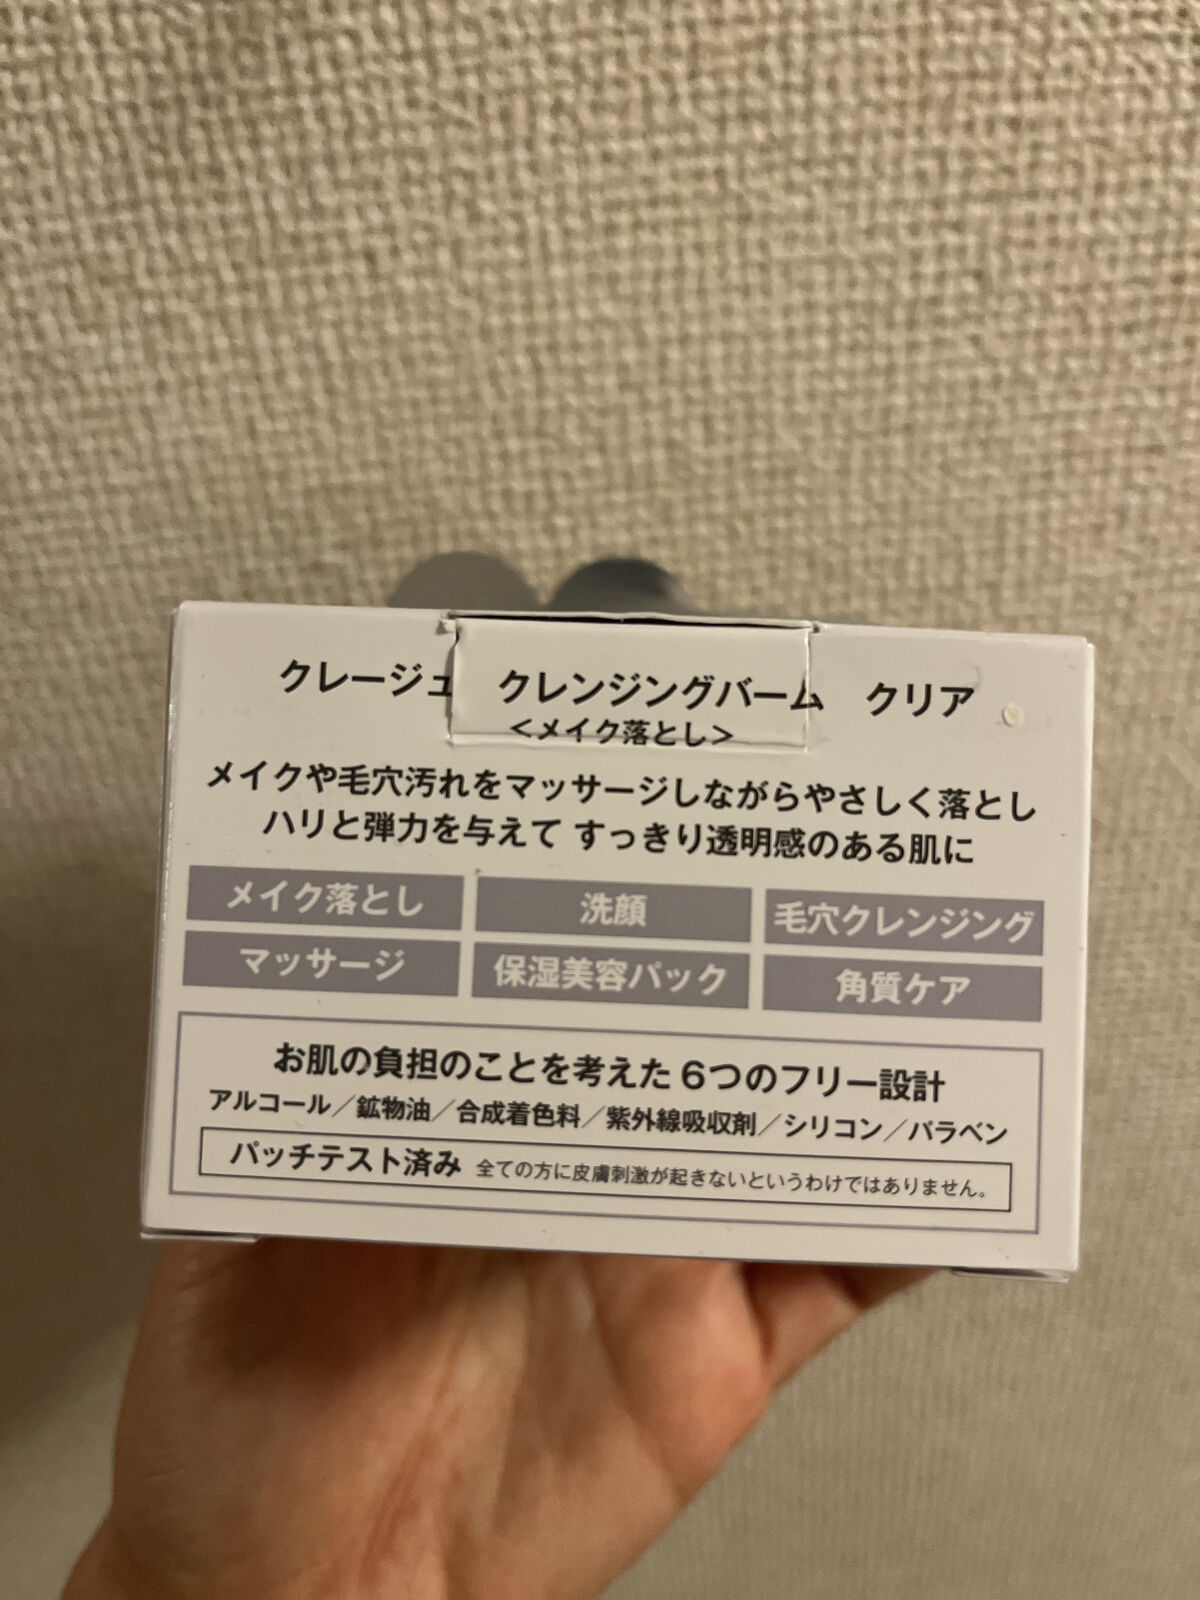 クレージュ　クレンジングバーム　クリア
＜メイク落とし＞
メイクや毛穴汚れをマッサージしながらやさしく落とし
ハリと弾力を与えて すっきり透明感のある肌に
メイク落とし　洗顔　毛穴クレンジング
マッサージ　保湿美容パック　角質ケア
お肌の負担のことを考えた６つのフリー設計
アルコール／鉱物油／合成着色料／紫外線吸収剤／シリコン／パラベン
パッチテスト済み 全ての方に皮膚刺激が起きないというわけではありません。